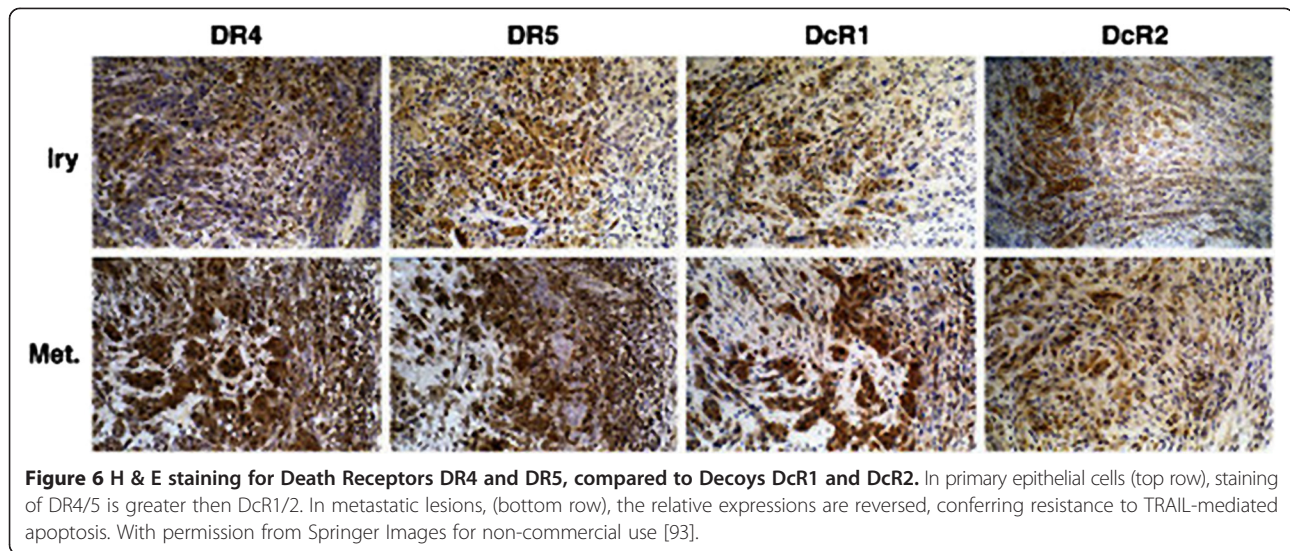 DR4 DR5 DcR1 DcR2
Iry
Met.
Figure 6 H & E staining for Death Receptors DR4 and DR5, compared to Decoys DcR1 and DcR2. In primary epithelial cells (top row), staining
of DR4/5 is greater then DcR1/2. In metastatic lesions, (bottom row), the relative expressions are reversed, conferring resistance to TRAIL-mediated
apoptosis. With permission from Springer Images for non-commercial use [93].